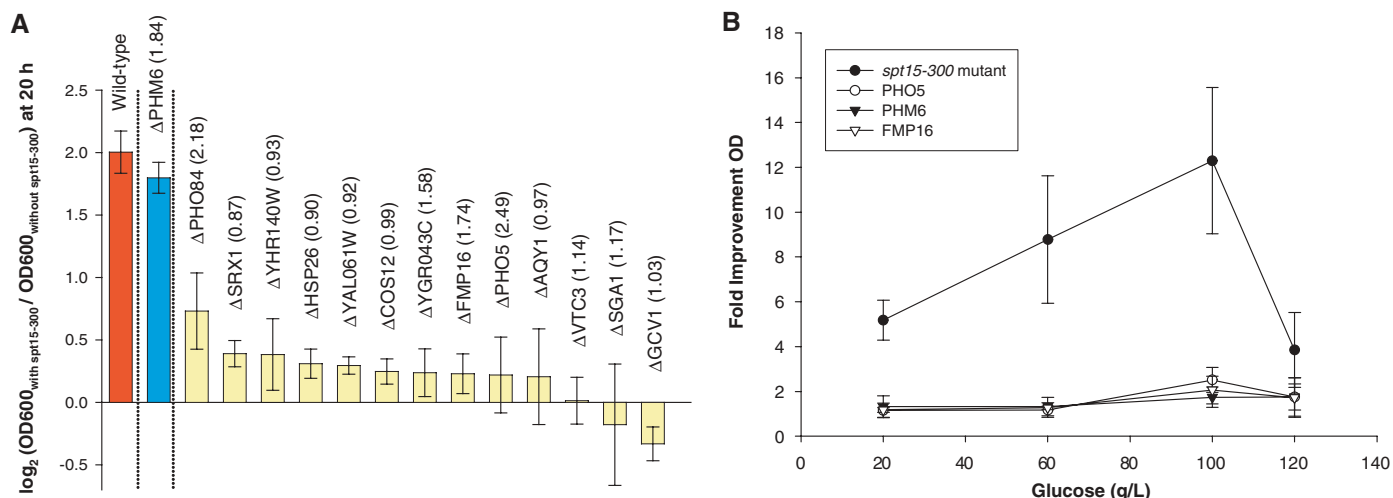 A
log₂ (OD600with spt15-300 / OD600without spt15-300) at 20 h
2.5
2.0
1.5
1.0
0.5
0.0
-0.5
Wild-type
ΔPHM6 (1.84)
ΔPHO84 (2.18)
ΔSRX1 (0.87)
ΔYHR140W (0.93)
ΔHSP26 (0.90)
ΔYAL061W (0.92)
ΔCOS12 (0.99)
ΔYGR043C (1.58)
ΔFMP16 (1.74)
ΔPHO5 (2.49)
ΔAQY1 (0.97)
ΔVTC3 (1.14)
ΔSGA1 (1.17)
ΔGCV1 (1.03)
B
Fold Improvement OD
18
16
14
12
10
8
6
4
2
0
spt15-300 mutant
PHO5
PHM6
FMP16
0 20 40 60 80 100 120 140
Glucose (g/L)